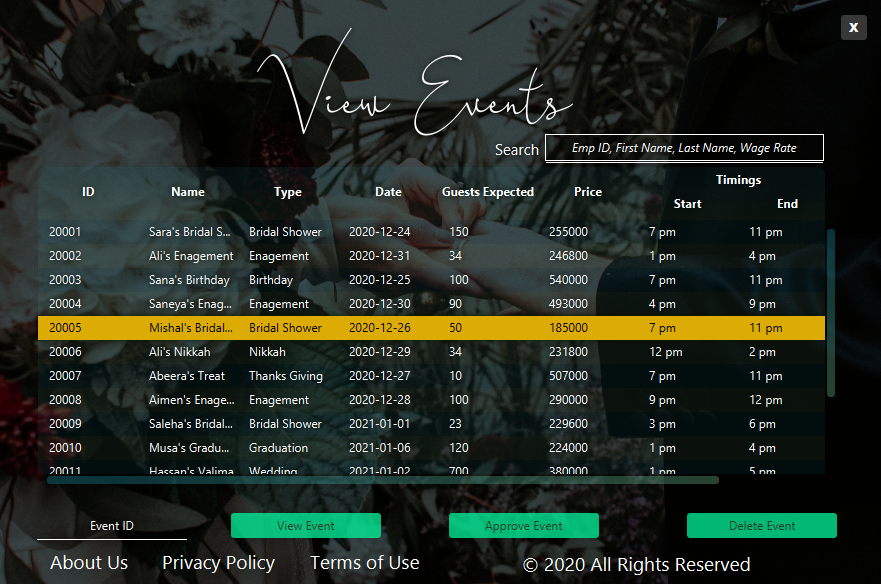 X
View Events
Search Emp ID, First Name, Last Name, Wage Rate
ID Name Type Date Guests Expected Price Timings
Start End
20001 Sara's Bridal S... Bridal Shower 2020-12-24 150 255000 7 pm 11 pm
20002 Ali's Enagement Enagement 2020-12-31 34 246800 1 pm 4 pm
20003 Sana's Birthday Birthday 2020-12-25 100 540000 7 pm 11 pm
20004 Saneya's Enag... Enagement 2020-12-30 90 493000 4 pm 9 pm
20005 Mishal's Bridal... Bridal Shower 2020-12-26 50 185000 7 pm 11 pm
20006 Ali's Nikkah Nikkah 2020-12-29 34 231800 12 pm 2 pm
20007 Abeera's Treat Thanks Giving 2020-12-27 10 507000 7 pm 11 pm
20008 Aimen's Enage... Enagement 2020-12-28 100 290000 9 pm 12 pm
20009 Saleha's Bridal... Bridal Shower 2021-01-01 23 229600 3 pm 6 pm
20010 Musa's Gradu... Graduation 2021-01-06 120 224000 1 pm 4 pm
20011 Hassan's Valima Wedding 2021-01-02 700 380000 1 pm 5 pm
Event ID View Event Approve Event Delete Event
About Us Privacy Policy Terms of Use © 2020 All Rights Reserved